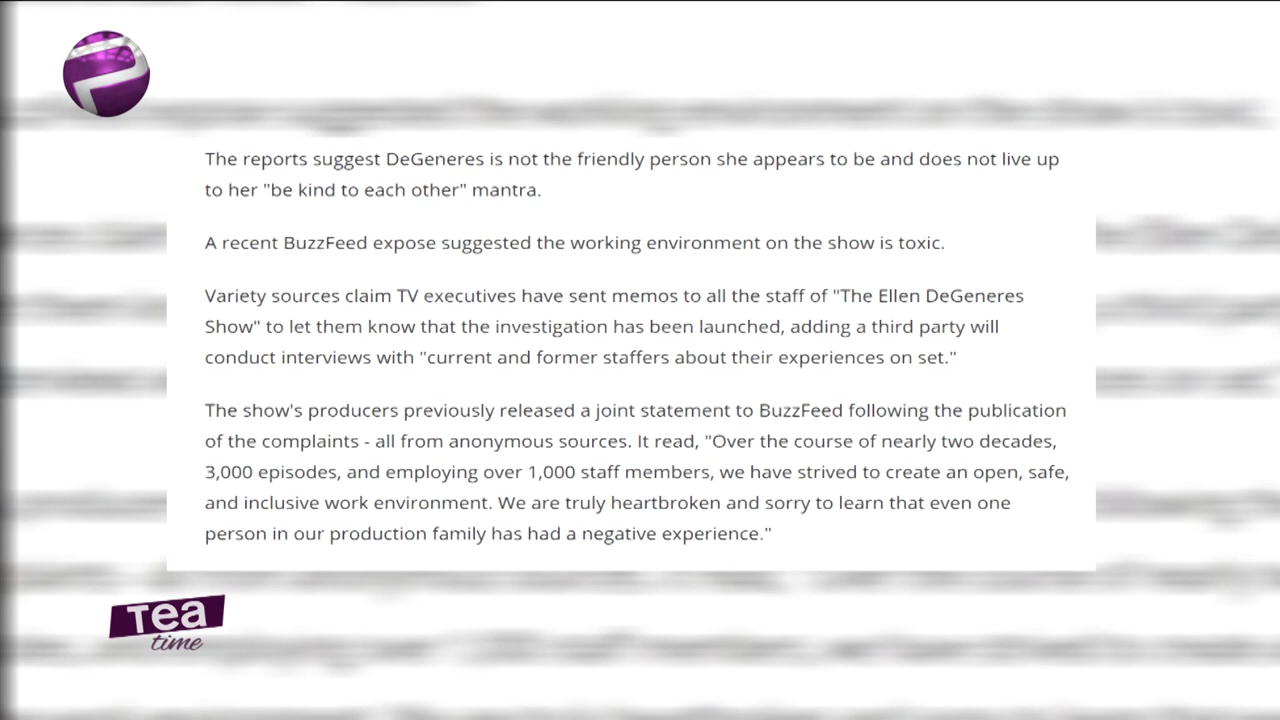 The reports suggest DeGeneres is not the friendly person she appears to be and does not live up
to her "be kind to each other" mantra.
A recent BuzzFeed expose suggested the working environment on the show is toxic.
Variety sources claim TV executives have sent memos to all the staff of "The Ellen DeGeneres
Show" to let them know that the investigation has been launched, adding a third party will
conduct interviews with "current and former staffers about their experiences on set."
The show's producers previously released a joint statement to BuzzFeed following the publication
of the complaints - all from anonymous sources. It read, "Over the course of nearly two decades,
3,000 episodes, and employing over 1,000 staff members, we have strived to create an open, safe,
and inclusive work environment. We are truly heartbroken and sorry to learn that even one
person in our production family has had a negative experience."
Tea
time